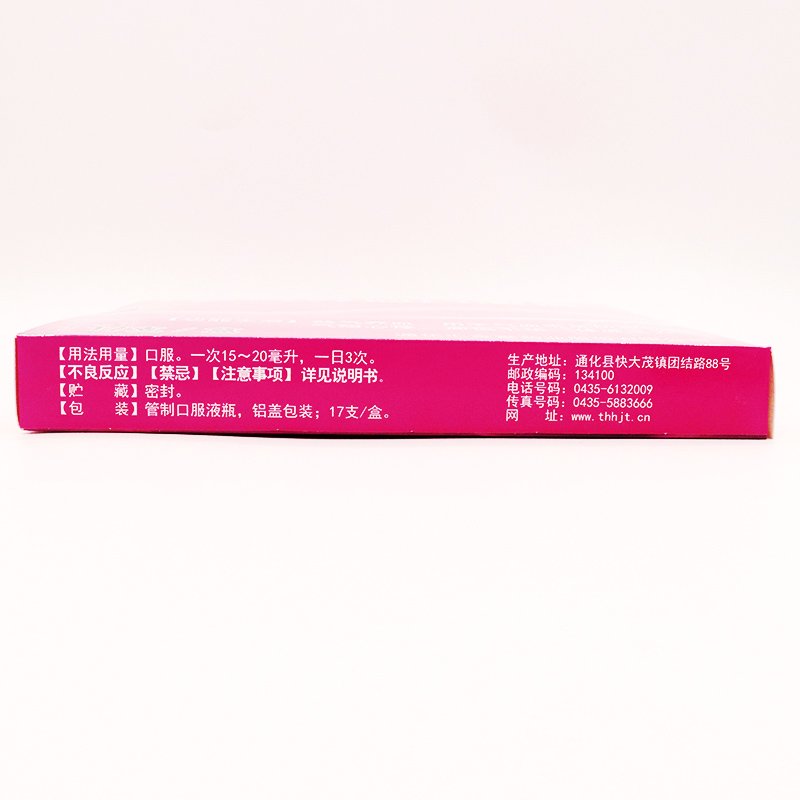 【用法用量】口服。一次15～20毫升，一日3次。
【不良反应】【禁忌】【注意事项】详见说明书。
【贮　　藏】密封。
【包　　装】管制口服液瓶，铝盖包装；17支/盒。
生产地址：通化县快大茂镇团结路88号
邮政编码：134100
电话号码：0435-6132009
传真号码：0435-5883666
网　　址：www.thhjt.cn